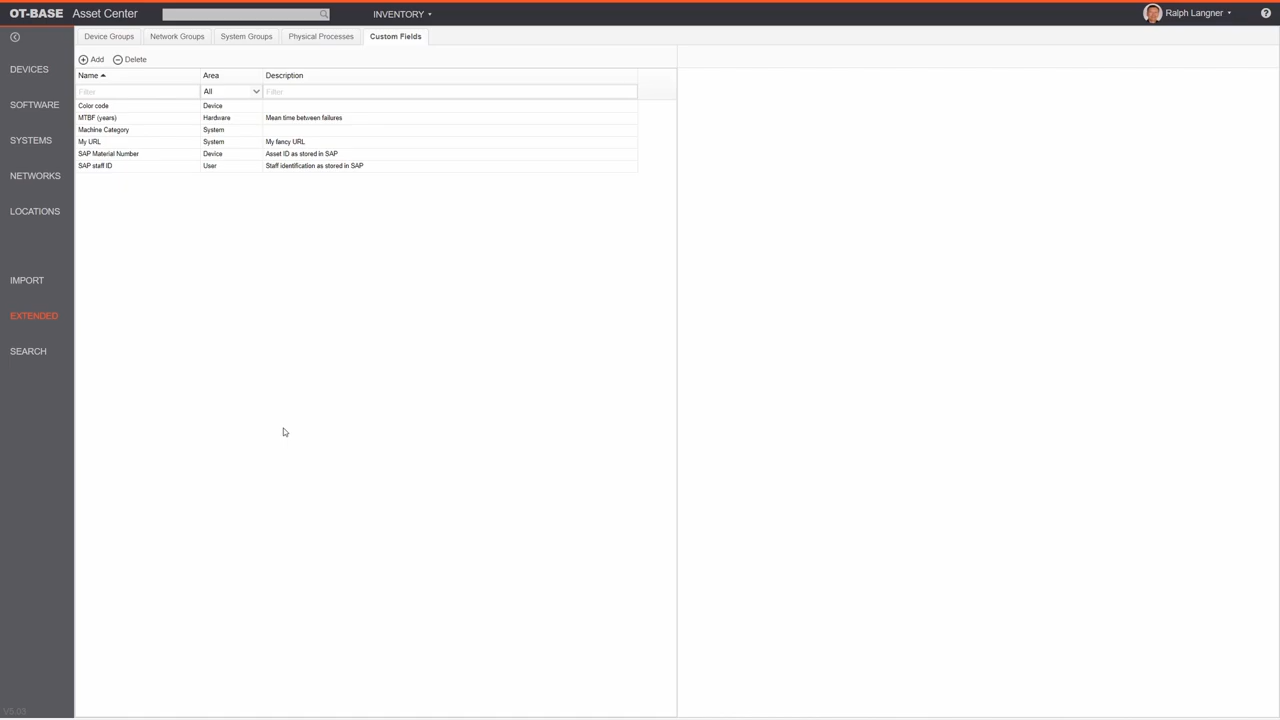 OT-BASE Asset Center INVENTORY Ralph Langner ?
Device Groups Network Groups System Groups Physical Processes Custom Fields
Add Delete
DEVICES
SOFTWARE
SYSTEMS
NETWORKS
LOCATIONS
IMPORT
EXTENDED
SEARCH
V5.03
Name Area Description
Filter All Filter
Color code Device
MTBF (years) Hardware Mean time between failures
Machine Category System
My URL System My fancy URL
SAP Material Number Device Asset ID as stored in SAP
SAP staff ID User Staff identification as stored in SAP